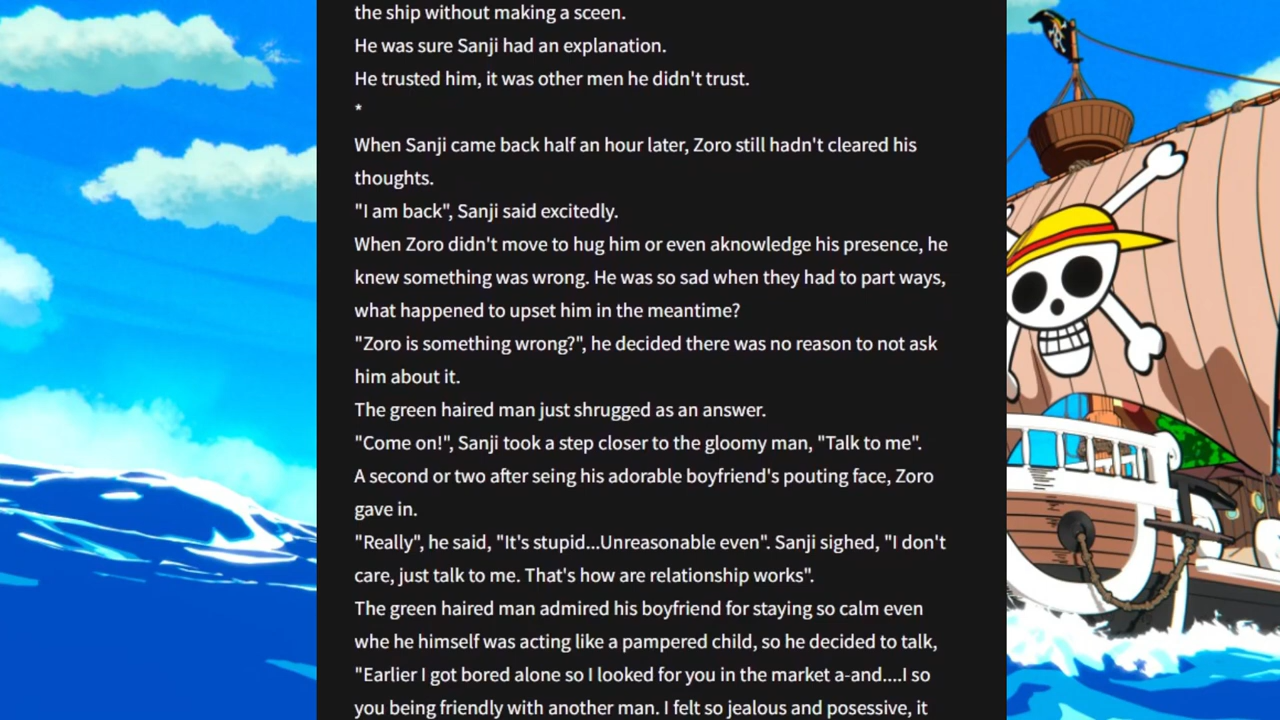 the ship without making a sceen.
He was sure Sanji had an explanation.
He trusted him, it was other men he didn't trust.
*
When Sanji came back half an hour later, Zoro still hadn't cleared his
thoughts.
"I am back", Sanji said excitedly.
When Zoro didn't move to hug him or even aknowledge his presence, he
knew something was wrong. He was so sad when they had to part ways,
what happened to upset him in the meantime?
"Zoro is something wrong?", he decided there was no reason to not ask
him about it.
The green haired man just shrugged as an answer.
"Come on!", Sanji took a step closer to the gloomy man, "Talk to me".
A second or two after seing his adorable boyfriend's pouting face, Zoro
gave in.
"Really", he said, "It's stupid...Unreasonable even". Sanji sighed, "I don't
care, just talk to me. That's how are relationship works".
The green haired man admired his boyfriend for staying so calm even
whe he himself was acting like a pampered child, so he decided to talk,
"Earlier I got bored alone so I looked for you in the market a-and....I so
you being friendly with another man. I felt so jealous and posessive, it